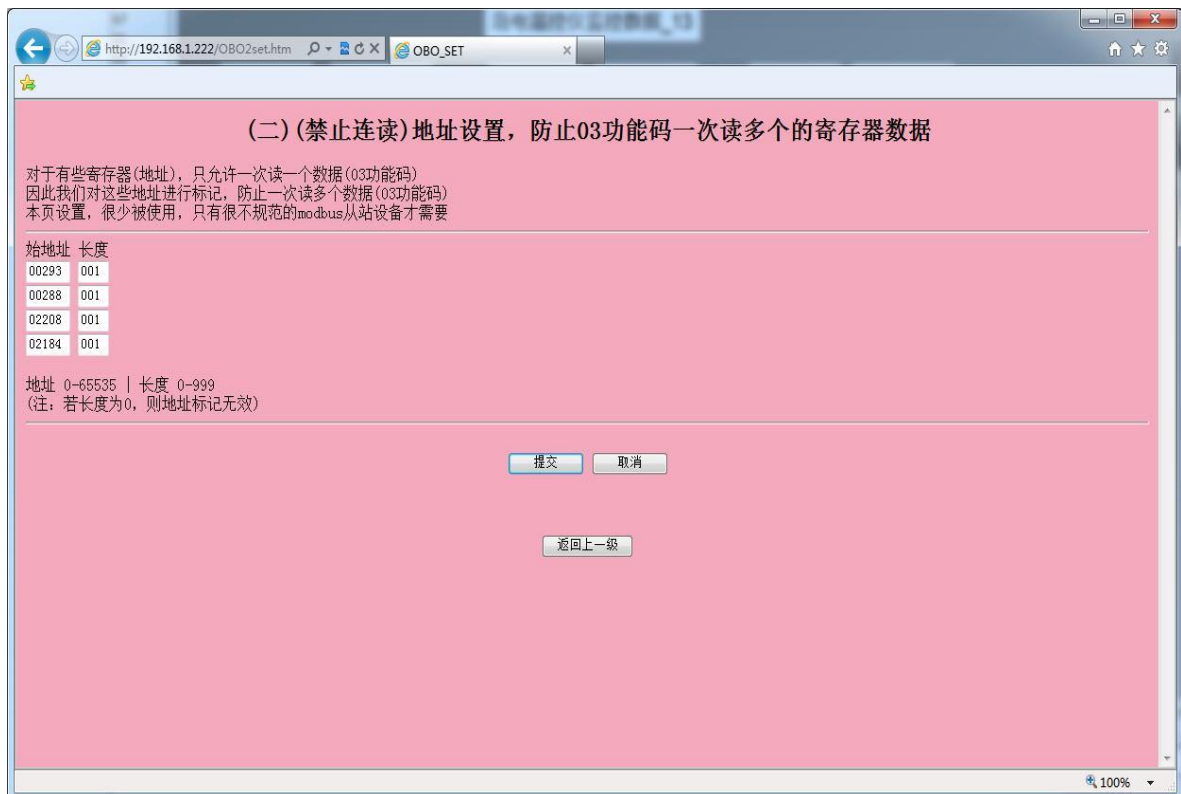 http://192.168.1.222/OBO2set.htm
OBO_SET
(二)(禁止连读)地址设置，防止03功能码一次读多个的寄存器数据
对于有些寄存器(地址)，只允许一次读一个数据(03功能码)
因此我们对这些地址进行标记，防止一次读多个数据(03功能码)
本页设置，很少被使用，只有很不规范的modbus从站设备才需要
始地址 长度
00293 001
00288 001
02208 001
02184 001
地址 0-65535 | 长度 0-999
(注：若长度为0，则地址标记无效)
提交 取消
返回上一级
100%